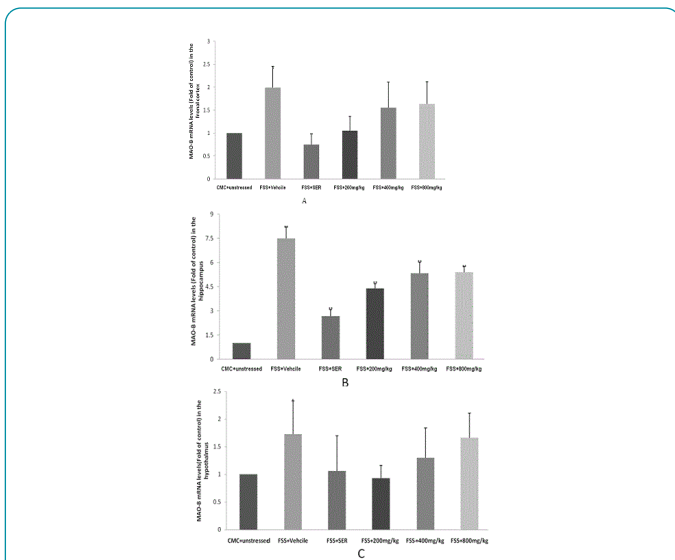 MAO-B mRNA levels (Fold of control) in the
fronal cortex
3
2.5
2
1.5
1
0.5
0
CMC+unstressed FSS+Vehcile FSS+SER FSS+200mg/kg FSS+400mg/kg FSS+800mg/kg
A
MAO-B mRNA levels (Fold of control) in the
hippocampus
9
7.5
6
4.5
3
1.5
0
CMC+unstressed FSS+Vehcile FSS+SER FSS+200mg/kg FSS+400mg/kg FSS+800mg/kg
B
MAO-B mRNA levels(Fold of control) in the
hypothalmus
2.5
2
1.5
1
0.5
0
CMC+unstressed FSS+Vehcile FSS+SER FSS+200mg/kg FSS+400mg/kg FSS+800mg/kg
C